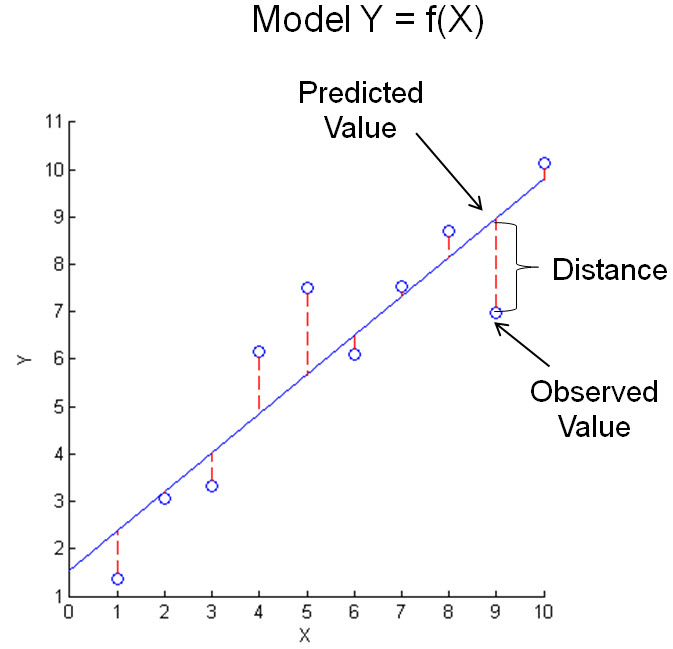 Model Y = f(X)
Predicted
Value
11
10
9
8
7
6
5
4
3
2
1
Y
Distance
Observed
Value
0 1 2 3 4 5 6 7 8 9 10
X